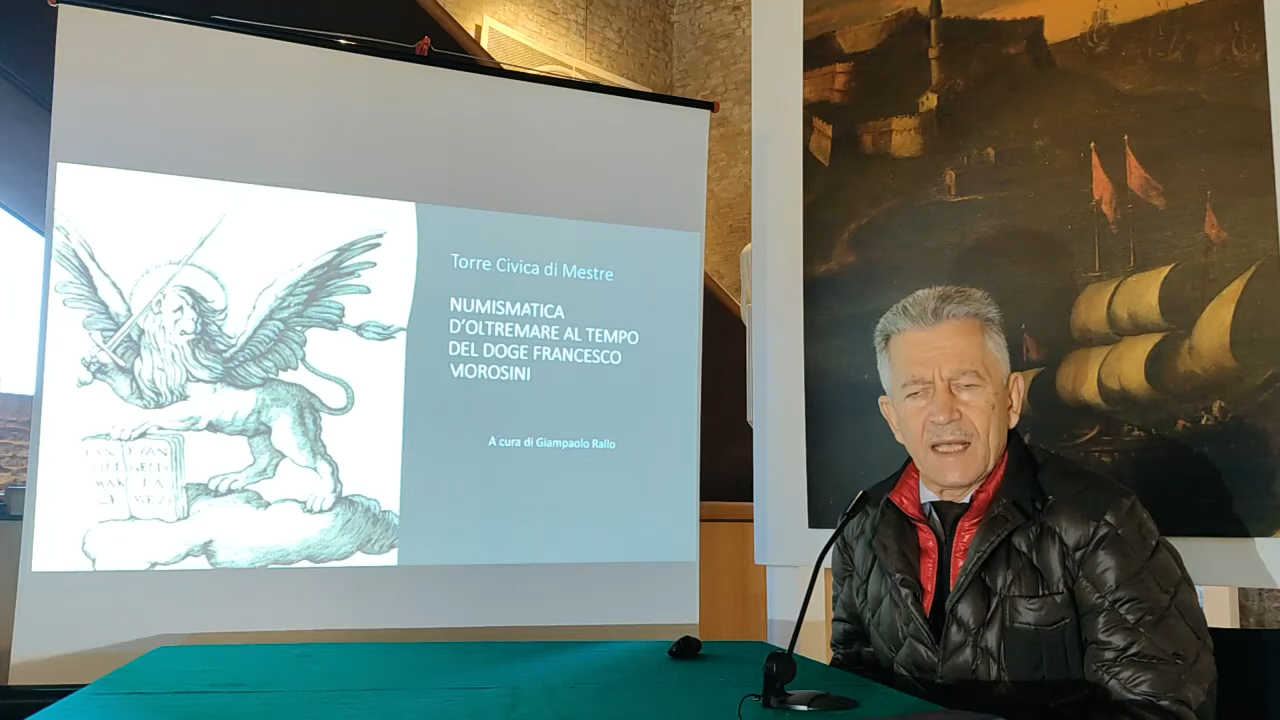 Torre Civica di Mestre
NUMISMATICA
D'OLTREMARE AL TEMPO
DEL DOGE FRANCESCO
MOROSINI
A cura di Giampaolo Rallo